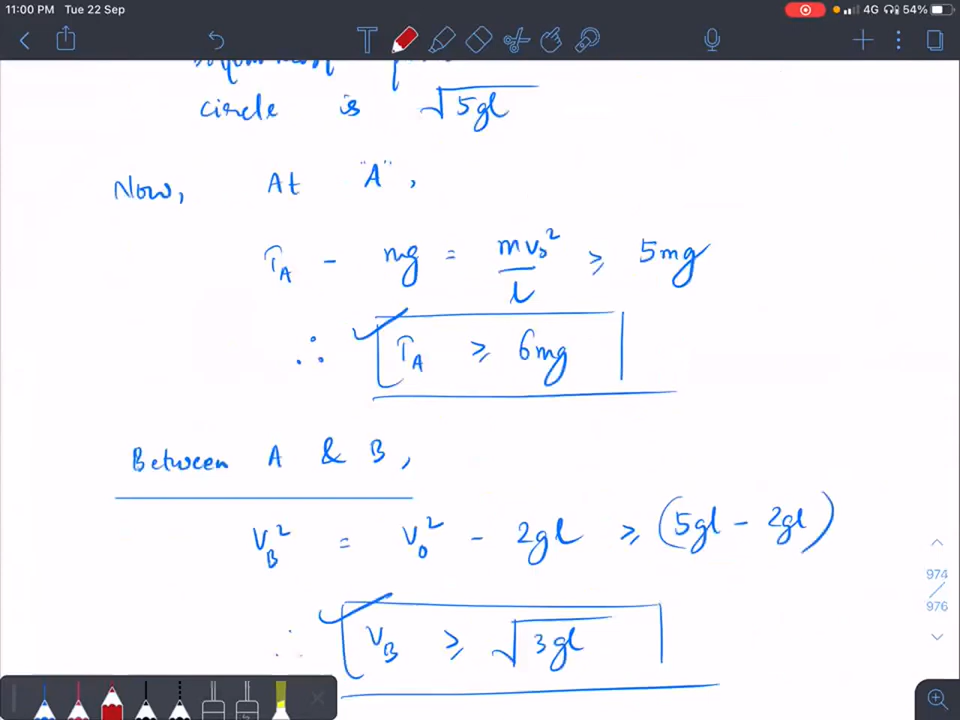 11:00 PM Tue 22 Sep 4G 54%
circle is √5gl
Now, At "A",
T_A - mg = mv₀²/l ⩾ 5mg
∴ T_A ⩾ 6mg
Between A & B,
V_B² = V₀² - 2gl ⩾ (5gl - 2gl)
974
976
∴ V_B ⩾ √3gl